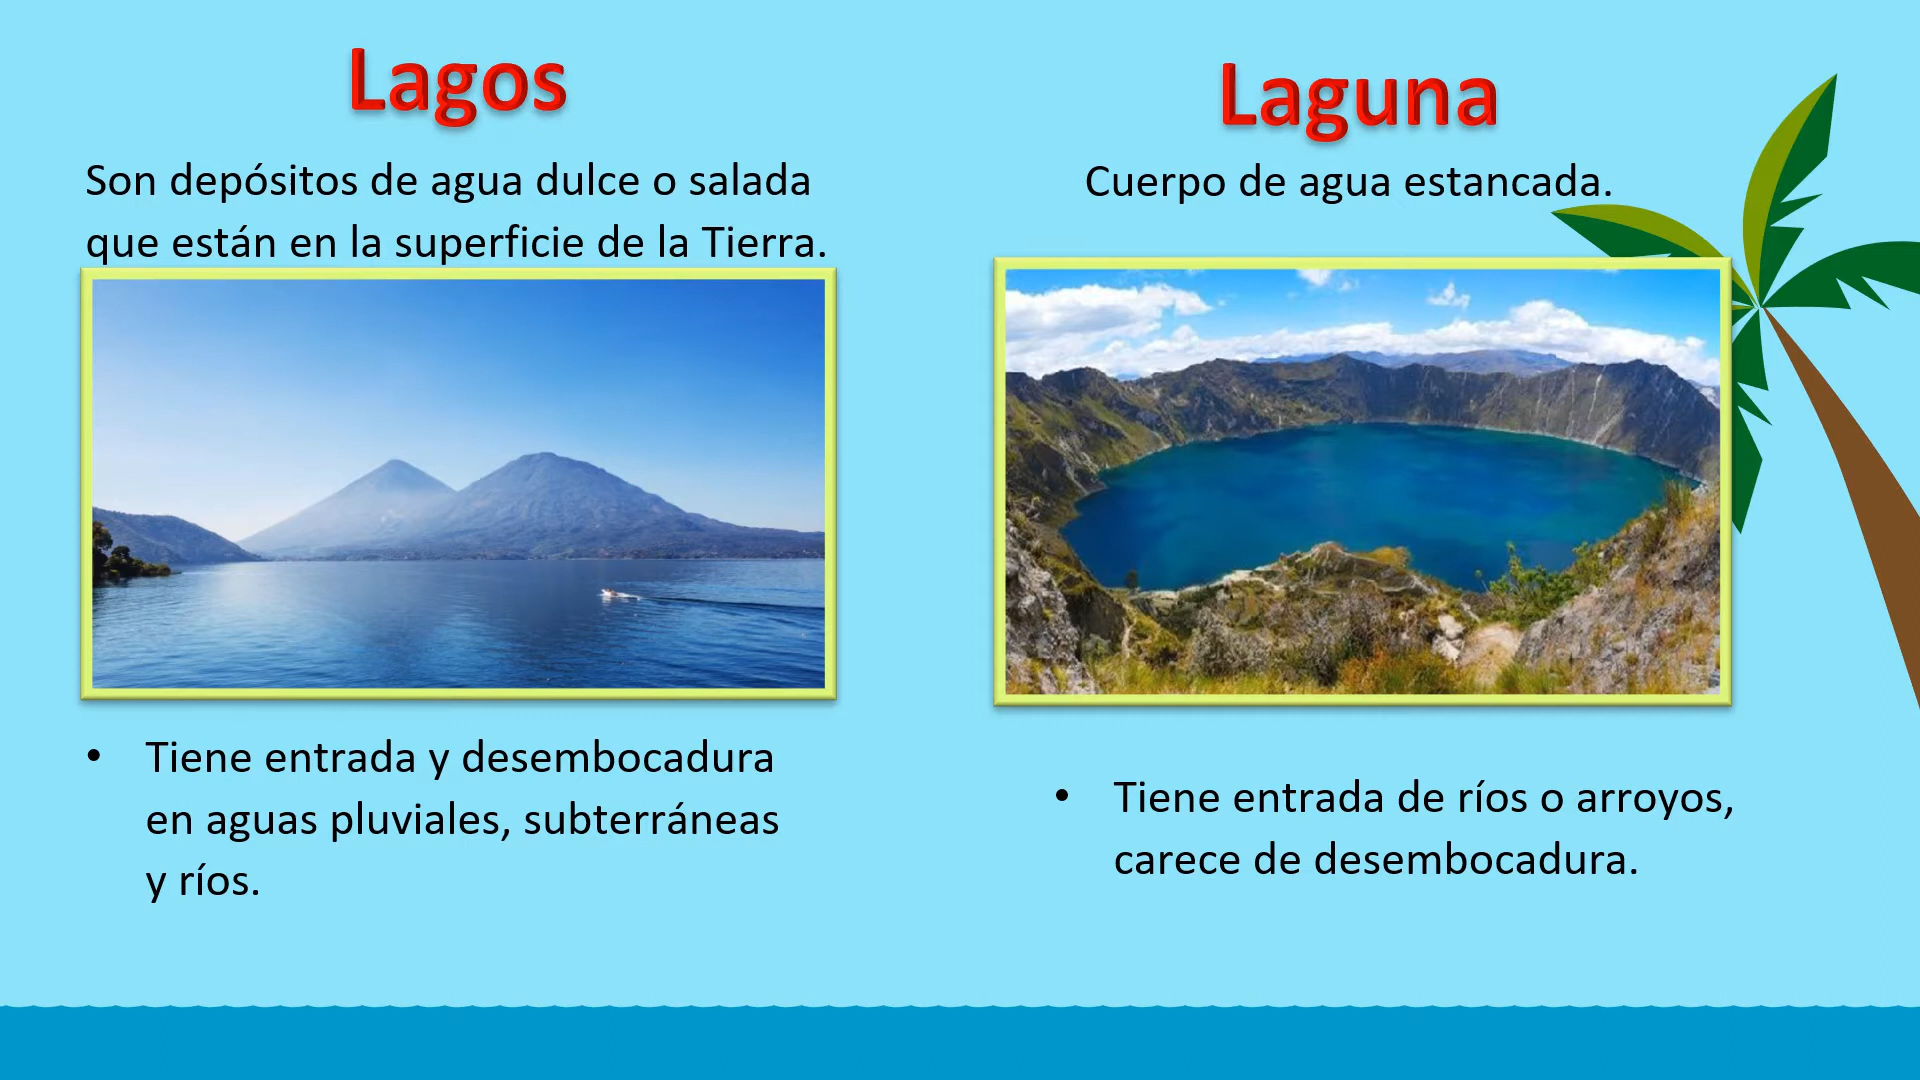 Lagos
Son depósitos de agua dulce o salada
que están en la superficie de la Tierra.
• Tiene entrada y desembocadura
en aguas pluviales, subterráneas
y ríos.
Laguna
Cuerpo de agua estancada.
• Tiene entrada de ríos o arroyos,
carece de desembocadura.